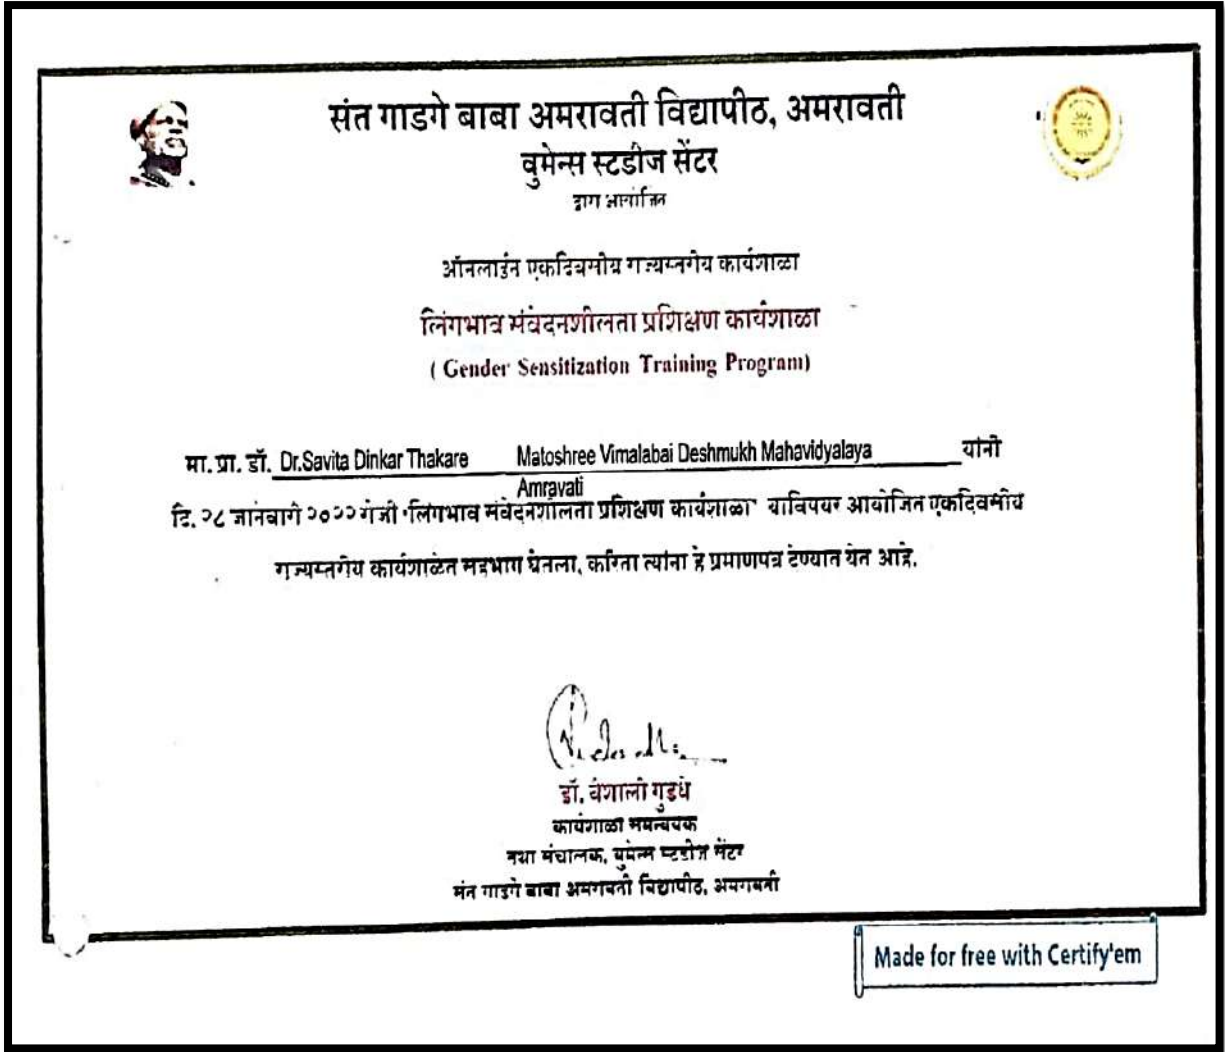 संत गाडगे बाबा अमरावती विद्यापीठ, अमरावती
वुमेन्स स्टडीज सेंटर
द्वारा आयोजित
ऑनलाईन एकदिवसीय राज्यस्तरीय कार्यशाळा
लिंगभाव संवेदनशीलता प्रशिक्षण कार्यशाळा
( Gender Sensitization Training Program)
मा. प्रा. डॉ. Dr.Savita Dinkar Thakare Matoshree Vimalabai Deshmukh Mahavidyalaya यांनी
Amravati
दि. २८ जानेवारी २०२२ रोजी 'लिंगभाव संवेदनशीलता प्रशिक्षण कार्यशाळा' याविषयावर आयोजित एकदिवसीय
राज्यस्तरीय कार्यशाळेत सहभाग घेतला, करिता त्यांना हे प्रमाणपत्र देण्यात येत आहे.
डॉ. वैशाली गुडधे
कार्यशाळा समन्वयक
तथा संचालक, वुमेन्स स्टडीज सेंटर
संत गाडगे बाबा अमरावती विद्यापीठ, अमरावती
Made for free with Certify'em